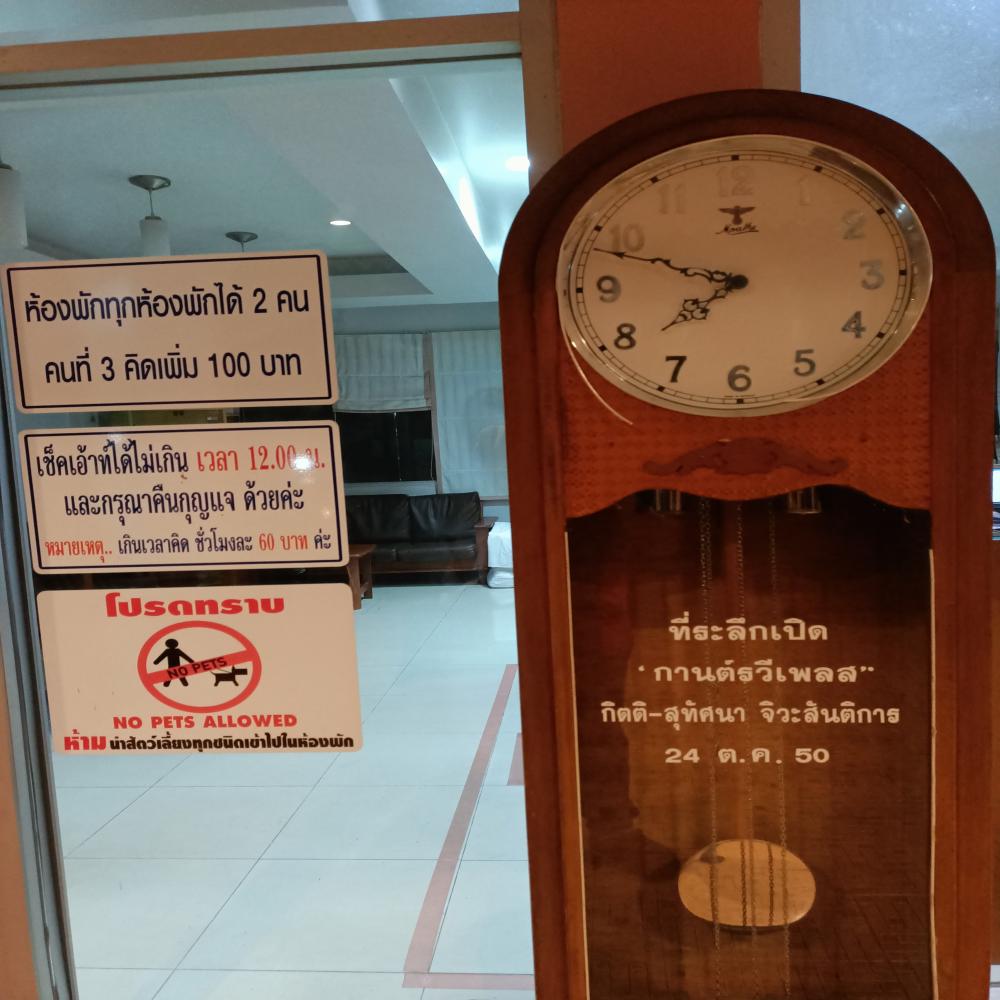 ห้องพักทุกห้องพักได้ 2 คน
คนที่ 3 คิดเพิ่ม 100 บาท
เช็คเอ้าท์ได้ไม่เกิน เวลา 12.00 น.
และกรุณาคืนกุญแจ ด้วยค่ะ
หมายเหตุ.. เกินเวลาคิด ชั่วโมงละ 60 บาท ค่ะ
โปรดทราบ
NO PETS
NO PETS ALLOWED
ห้าม นำสัตว์เลี้ยงทุกชนิดเข้าไปในห้องพัก
12
1
2
3
4
5
6
7
8
9
10
11
ที่ระลึกเปิด
‘กานต์รวีเพลส”
กิตติ-สุทัศนา จิวะสันติการ
24 ต.ค. 50